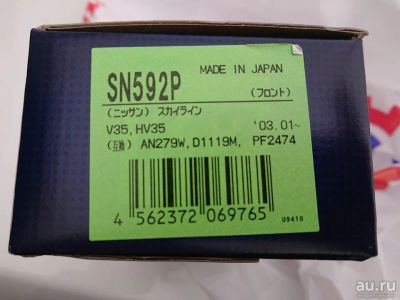 MADE IN JAPAN
SN592P
(フロント)
(ニッサン) スカイライン
V35,HV35 '03.01~
(互換) AN279W,D1119M, PF2474
4 562372 069765
U9410
au.ru